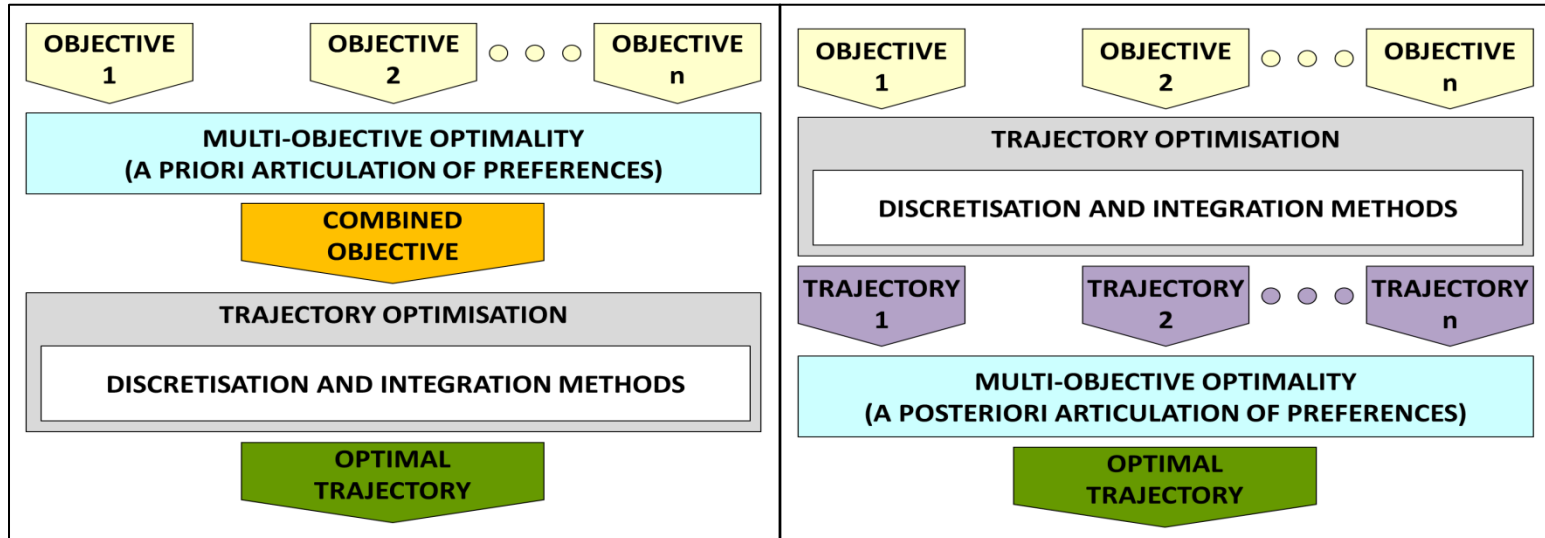 OBJECTIVE
1
OBJECTIVE
2
OBJECTIVE
n
MULTI-OBJECTIVE OPTIMALITY
(A PRIORI ARTICULATION OF PREFERENCES)
COMBINED
OBJECTIVE
TRAJECTORY OPTIMISATION
DISCRETISATION AND INTEGRATION METHODS
OPTIMAL
TRAJECTORY
OBJECTIVE
1
OBJECTIVE
2
OBJECTIVE
n
TRAJECTORY OPTIMISATION
DISCRETISATION AND INTEGRATION METHODS
TRAJECTORY
1
TRAJECTORY
2
TRAJECTORY
n
MULTI-OBJECTIVE OPTIMALITY
(A POSTERIORI ARTICULATION OF PREFERENCES)
OPTIMAL
TRAJECTORY